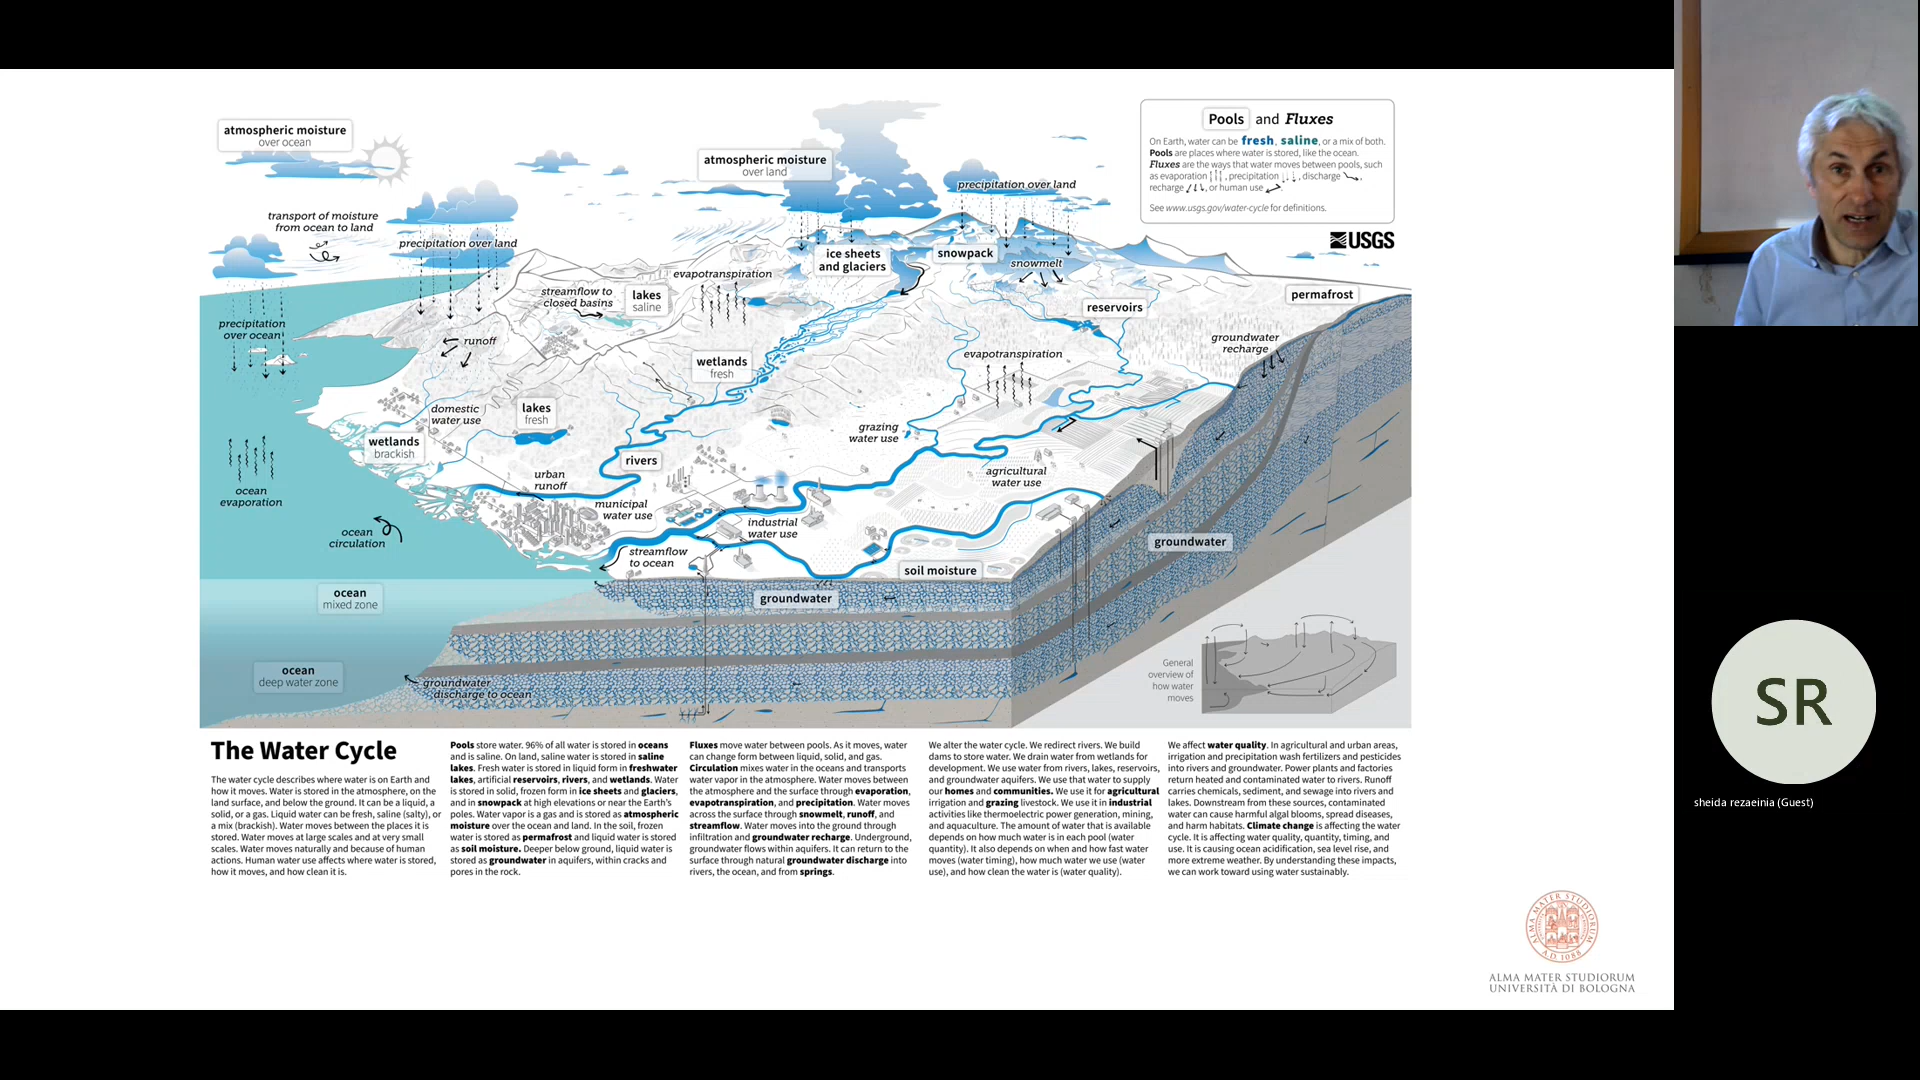 atmospheric moisture
over ocean
transport of moisture
from ocean to land
precipitation over land
atmospheric moisture
over land
precipitation over land
Pools and Fluxes
On Earth, water can be fresh, saline, or a mix of both.
Pools are places where water is stored, like the ocean.
Fluxes are the ways that water moves between pools, such
as evaporation , precipitation , discharge ,
recharge , or human use .
See www.usgs.gov/water-cycle for definitions.
USGS
ice sheets
and glaciers
snowpack
snowmelt
evapotranspiration
streamflow to
closed basins
lakes
saline
reservoirs
permafrost
precipitation
over ocean
runoff
groundwater
recharge
wetlands
fresh
evapotranspiration
domestic
water use
lakes
fresh
grazing
water use
wetlands
brackish
rivers
agricultural
water use
urban
runoff
ocean
evaporation
municipal
water use
industrial
water use
ocean
circulation
streamflow
to ocean
soil moisture
groundwater
groundwater
ocean
mixed zone
ocean
deep water zone
groundwater
discharge to ocean
General
overview of
how water
moves
The Water Cycle
The water cycle describes where water is on Earth and
how it moves. Water is stored in the atmosphere, on the
land surface, and below the ground. It can be a liquid, a
solid, or a gas. Liquid water can be fresh, saline (salty), or
a mix (brackish). Water moves between the places it is
stored. Water moves at large scales and at very small
scales. Water moves naturally and because of human
actions. Human water use affects where water is stored,
how it moves, and how clean it is.
Pools store water. 96% of all water is stored in oceans
and is saline. On land, saline water is stored in saline
lakes. Fresh water is stored in liquid form in freshwater
lakes, artificial reservoirs, rivers, and wetlands. Water
is stored in solid, frozen form in ice sheets and glaciers,
and in snowpack at high elevations or near the Earth's
poles. Water vapor is a gas and is stored as atmospheric
moisture over the ocean and land. In the soil, frozen
water is stored as permafrost and liquid water is stored
as soil moisture. Deeper below ground, liquid water is
stored as groundwater in aquifers, within cracks and
pores in the rock.
Fluxes move water between pools. As it moves, water
can change form between liquid, solid, and gas.
Circulation mixes water in the oceans and transports
water vapor in the atmosphere. Water moves between
the atmosphere and the surface through evaporation,
evapotranspiration, and precipitation. Water moves
across the surface through snowmelt, runoff, and
streamflow. Water moves into the ground through
infiltration and groundwater recharge. Underground,
groundwater flows within aquifers. It can return to the
surface through natural groundwater discharge into
rivers, the ocean, and from springs.
We alter the water cycle. We redirect rivers. We build
dams to store water. We drain water from wetlands for
development. We use water from rivers, lakes, reservoirs,
and groundwater aquifers. We use that water to supply
our homes and communities. We use it for agricultural
irrigation and grazing livestock. We use it in industrial
activities like thermoelectric power generation, mining,
and aquaculture. The amount of water that is available
depends on how much water is in each pool (water
quantity). It also depends on when and how fast water
moves (water timing), how much water we use (water
use), and how clean the water is (water quality).
We affect water quality. In agricultural and urban areas,
irrigation and precipitation wash fertilizers and pesticides
into rivers and groundwater. Power plants and factories
return heated and contaminated water to rivers. Runoff
carries chemicals, sediment, and sewage into rivers and
lakes. Downstream from these sources, contaminated
water can cause harmful algal blooms, spread diseases,
and harm habitats. Climate change is affecting the water
cycle. It is affecting water quality, quantity, timing, and
use. It is causing ocean acidification, sea level rise, and
more extreme weather. By understanding these impacts,
we can work toward using water sustainably.
ALMA MATER STUDIORUM
A.D. 1088
ALMA MATER STUDIORUM
UNIVERSITÀ DI BOLOGNA
SR
sheida rezaeinia (Guest)